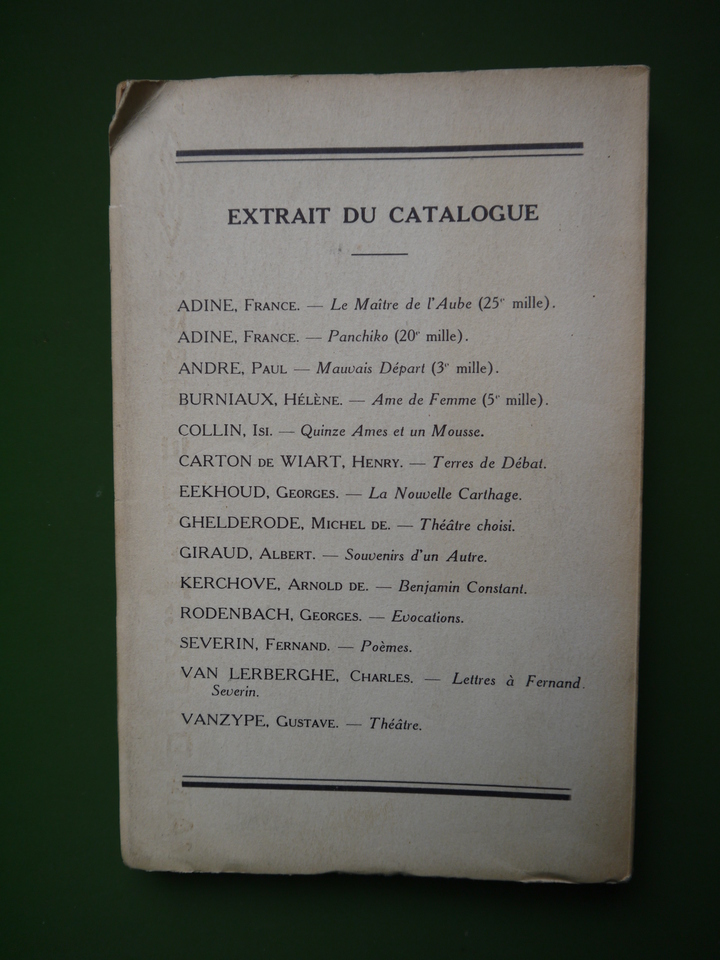 EXTRAIT DU CATALOGUE
ADINE, FRANCE. — Le Maître de l'Aube (25e mille).
ADINE, FRANCE. — Panchiko (20e mille).
ANDRE, PAUL — Mauvais Départ (3e mille).
BURNIAUX, HÉLÈNE. — Ame de Femme (5e mille).
COLLIN, ISI. — Quinze Ames et un Mousse.
CARTON DE WIART, HENRY. — Terres de Débat.
EEKHOUD, GEORGES. — La Nouvelle Carthage.
GHELDERODE, MICHEL DE. — Théâtre choisi.
GIRAUD, ALBERT. — Souvenirs d'un Autre.
KERCHOVE, ARNOLD DE. — Benjamin Constant.
RODENBACH, GEORGES. — Evocations.
SEVERIN, FERNAND. — Poèmes.
VAN LERBERGHE, CHARLES. — Lettres à Fernand
Severin.
VANZYPE, GUSTAVE. — Théâtre.